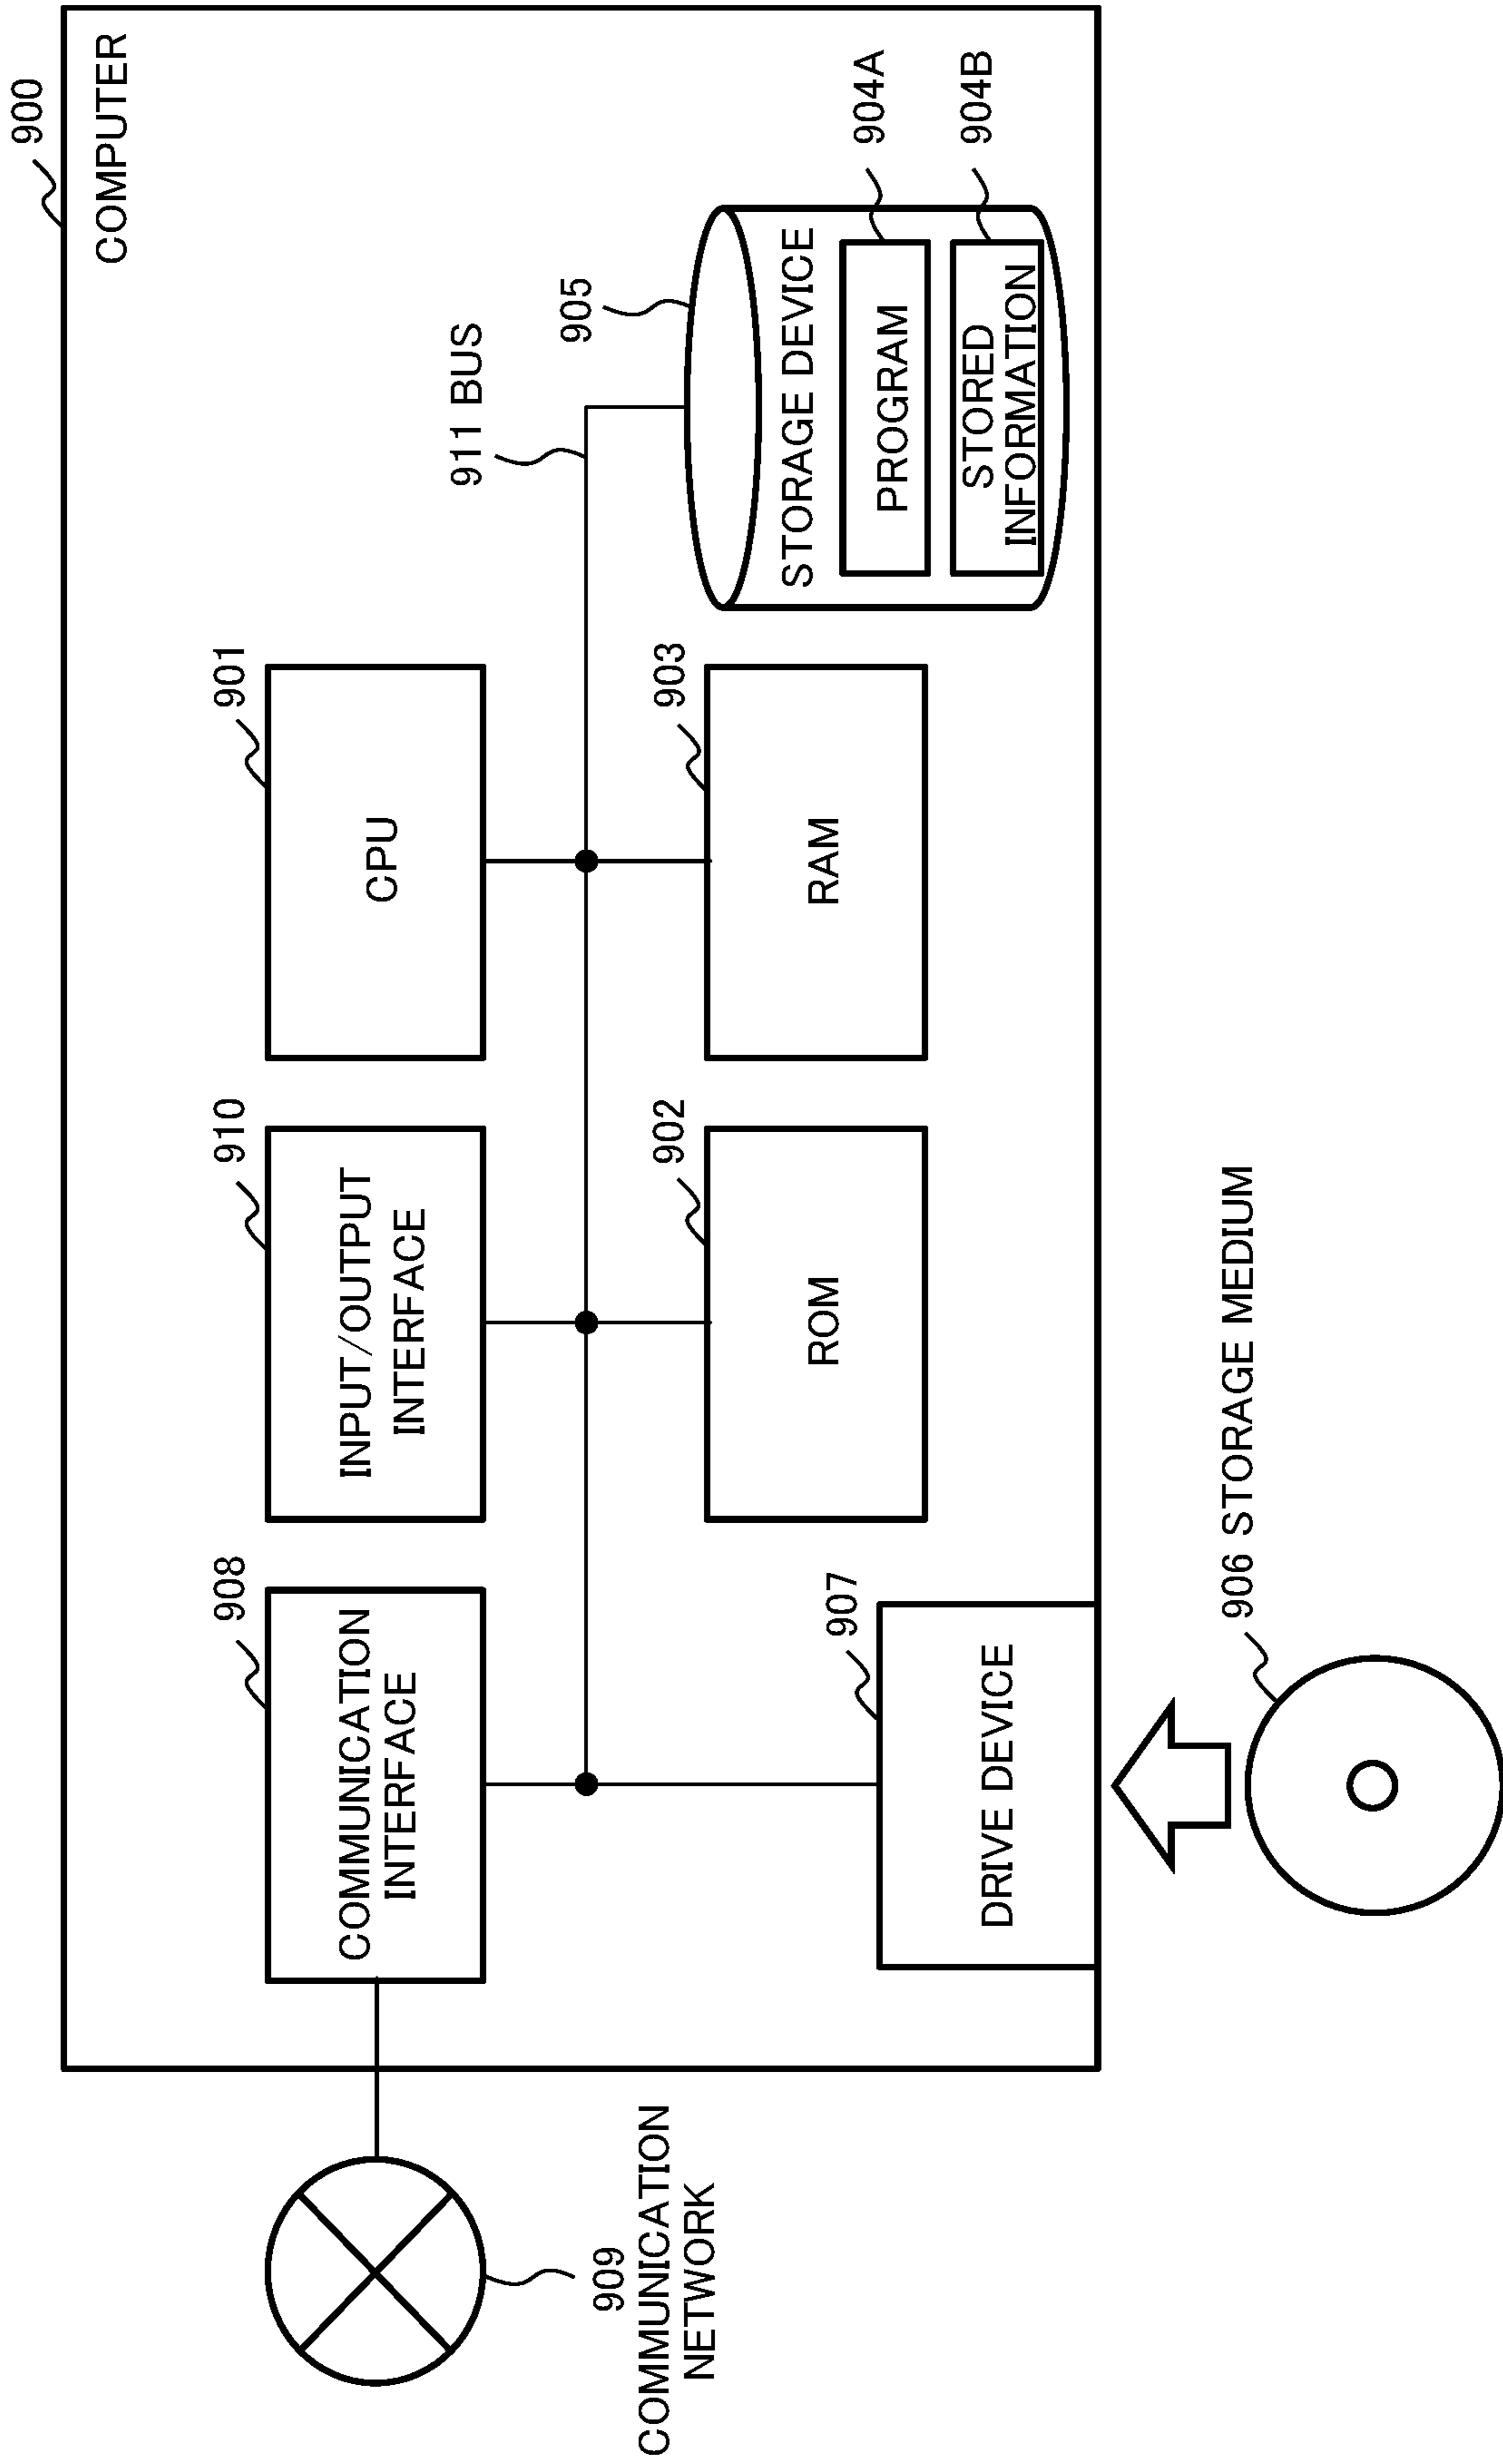 900
COMPUTER
908
COMMUNICATION
INTERFACE
910
INPUT/OUTPUT
INTERFACE
901
CPU
911 BUS
905
STORAGE DEVICE
904A
PROGRAM
904B
STORED
INFORMATION
909
COMMUNICATION
NETWORK
907
DRIVE DEVICE
902
ROM
903
RAM
906 STORAGE MEDIUM